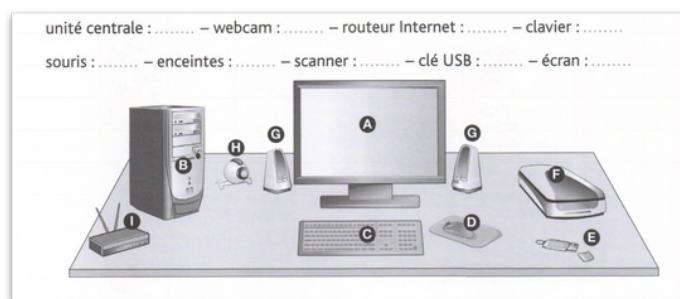 unité centrale : ........ – webcam : ........ – routeur Internet : ........ – clavier : ........
souris : ........ – enceintes : ........ – scanner : ........ – clé USB : ........ – écran : ........
H
G
A
G
B
F
I
C
D
E